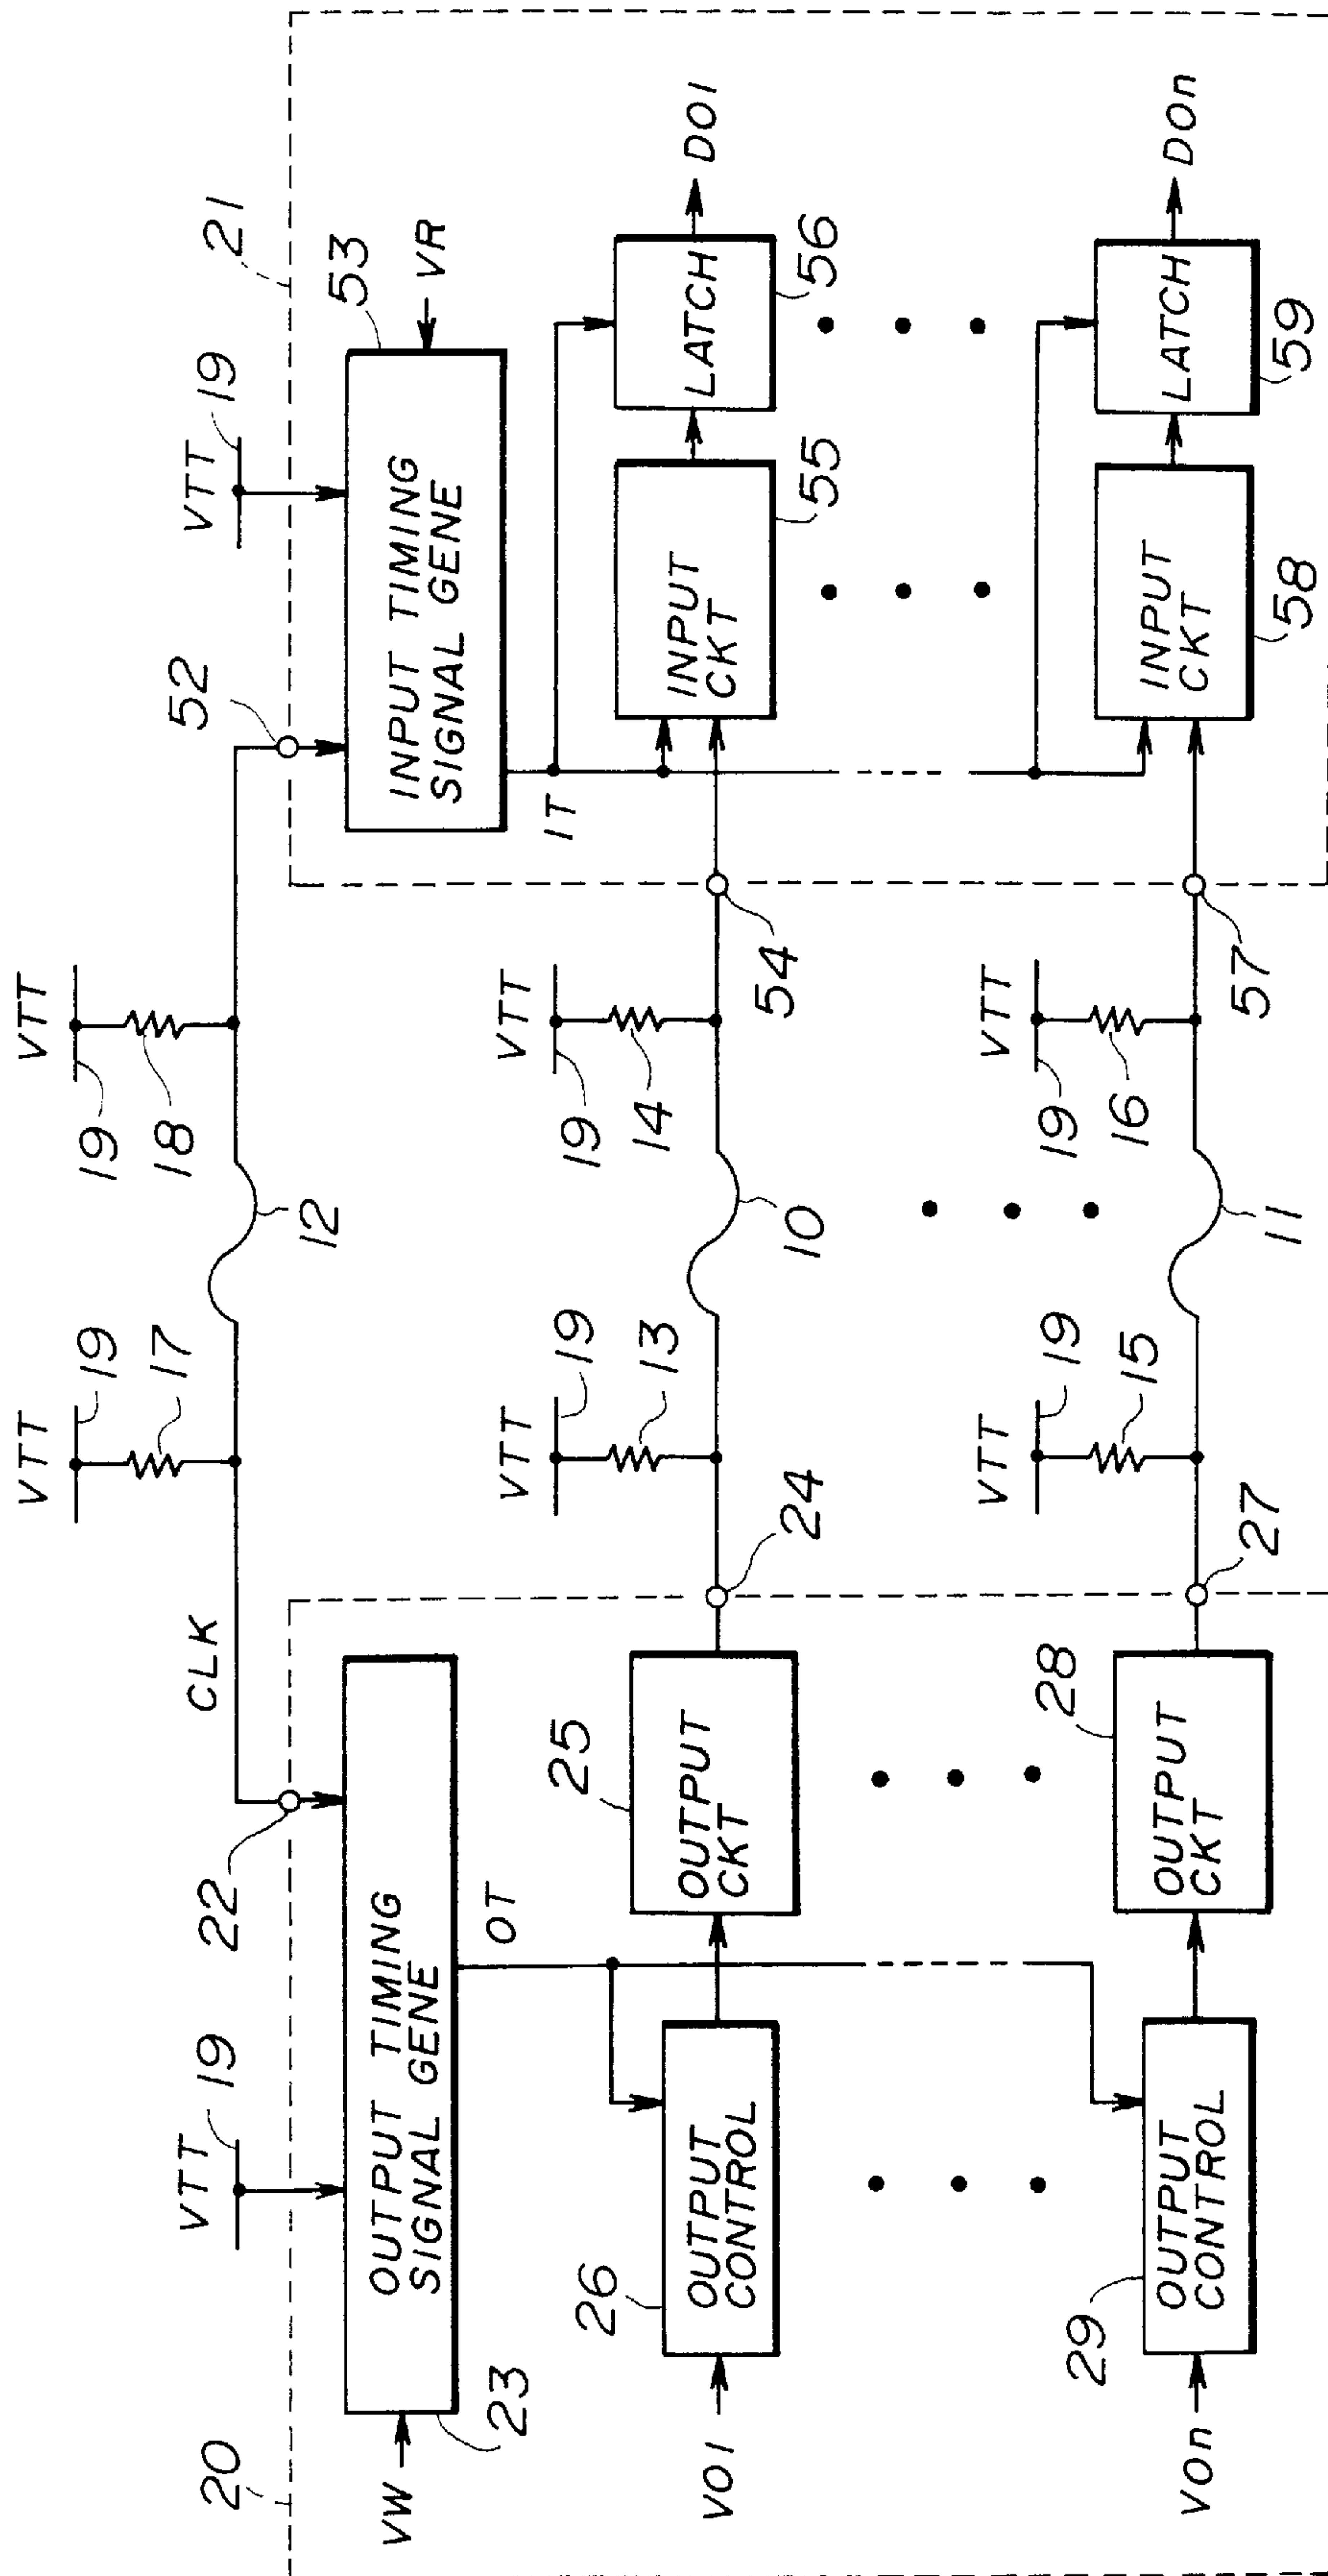 VTT
19
17
VTT
19
18
12
CLK
20
VTT
19
22
52
VTT
19
21
VW
23
OUTPUT TIMING
SIGNAL GENE
OT
INPUT TIMING
SIGNAL GENE
53
VR
IT
VTT
19
13
VTT
19
14
VO1
26
OUTPUT
CONTROL
25
OUTPUT
CKT
24
10
54
INPUT
CKT
55
LATCH
56
DO1
VTT
19
15
VTT
19
16
VOn
29
OUTPUT
CONTROL
28
OUTPUT
CKT
27
11
57
INPUT
CKT
58
LATCH
59
DOn